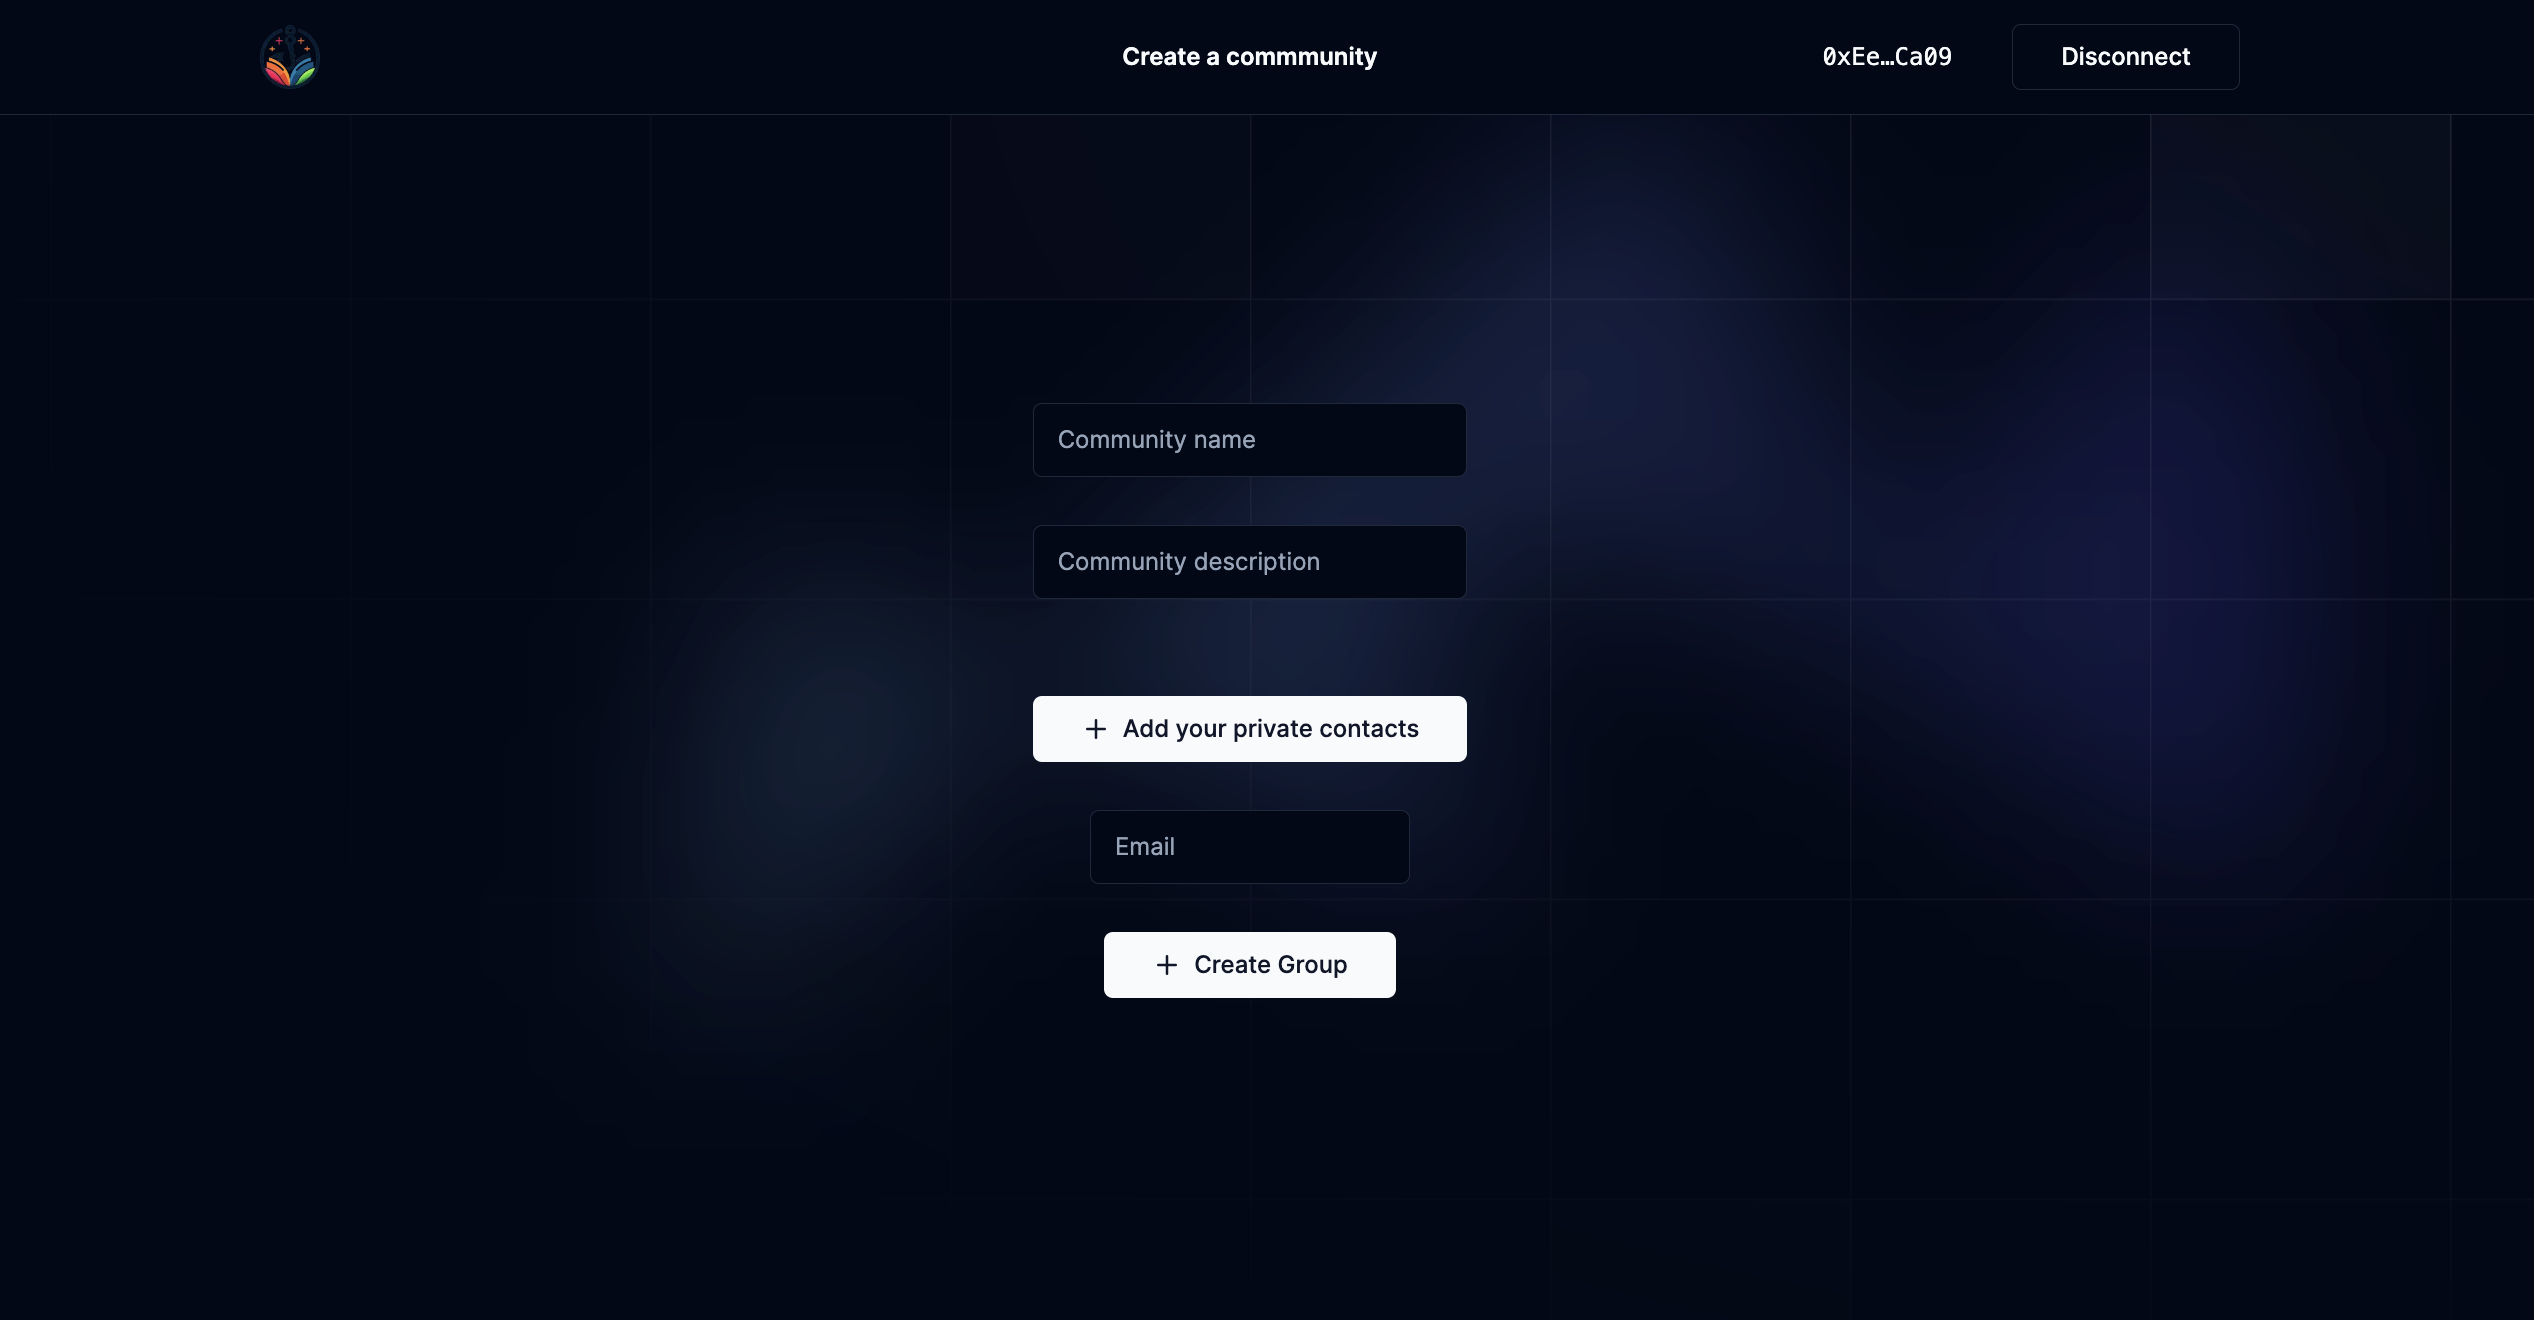 Create a commmunity
0xEe…Ca09
Disconnect
Community name
Community description
Add your private contacts
Email
Create Group